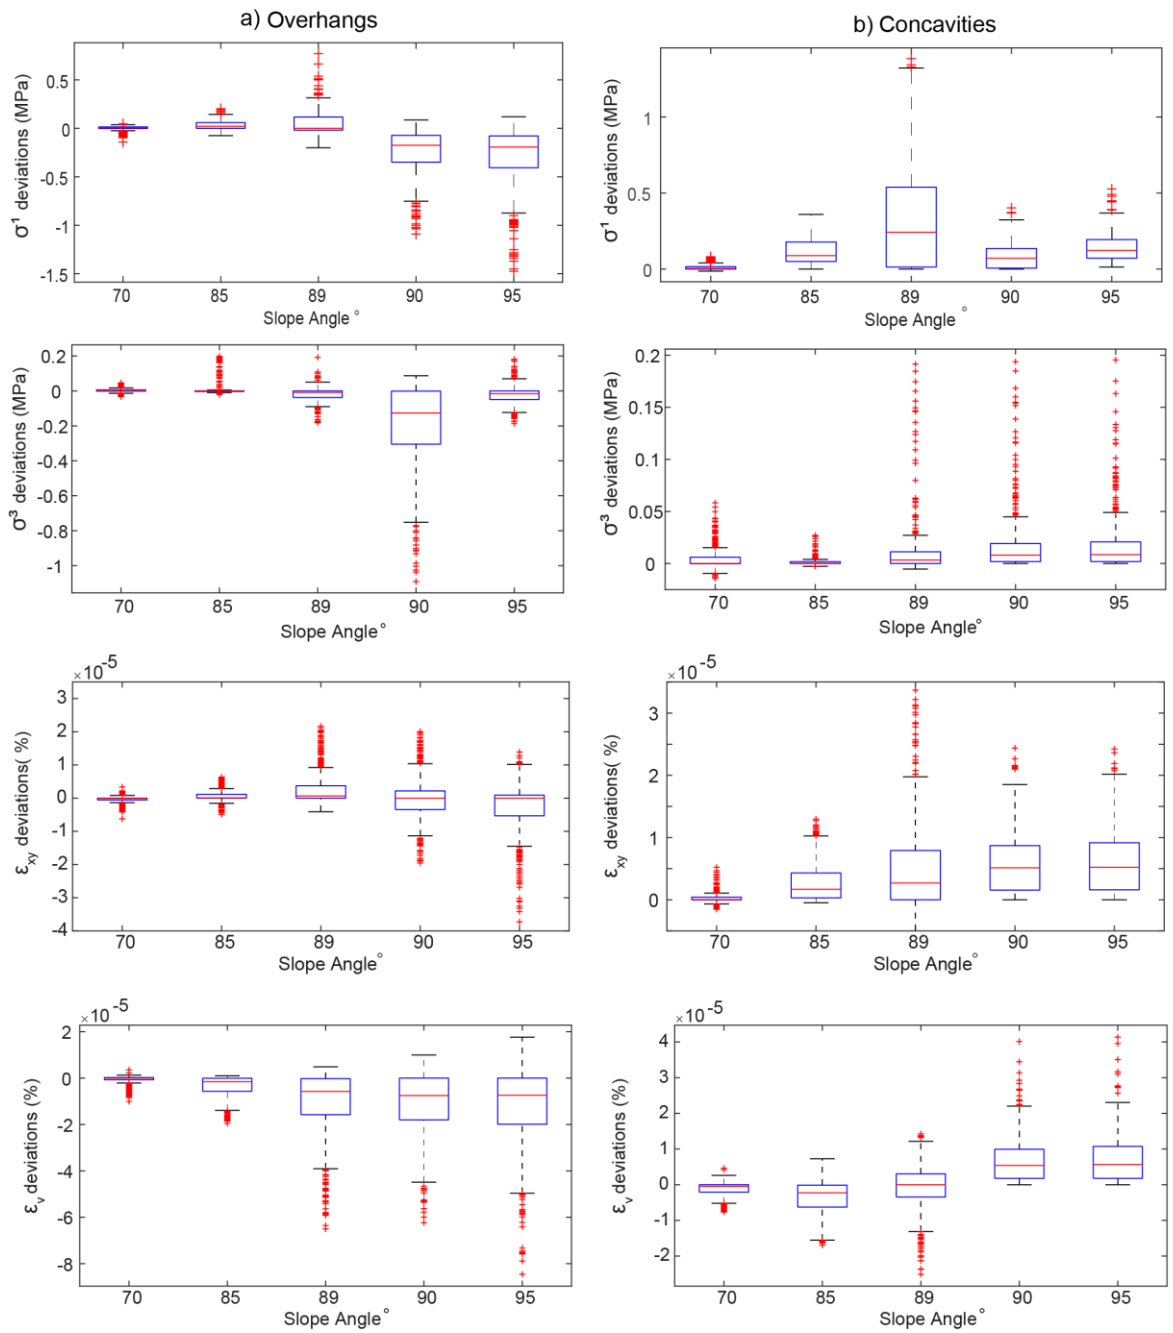 a) Overhangs
b) Concavities
σ¹ deviations (MPa)
0.5
0
-0.5
-1
-1.5
70 85 89 90 95
Slope Angle °
σ¹ deviations (MPa)
1
0.5
0
70 85 89 90 95
Slope Angle °
σ³ deviations (MPa)
0.2
0
-0.2
-0.4
-0.6
-0.8
-1
70 85 89 90 95
Slope Angle°
σ³ deviations (MPa)
0.2
0.15
0.1
0.05
0
70 85 89 90 95
Slope Angle°
×10 -5
εxy deviations( %)
3
2
1
0
-1
-2
-3
-4
70 85 89 90 95
Slope Angle°
×10 -5
εxy deviations( %)
3
2
1
0
70 85 89 90 95
Slope Angle°
×10 -5
εv deviations (%)
2
0
-2
-4
-6
-8
70 85 89 90 95
Slope Angle °
×10 -5
εv deviations (%)
4
3
2
1
0
-1
-2
70 85 89 90 95
Slope Angle °